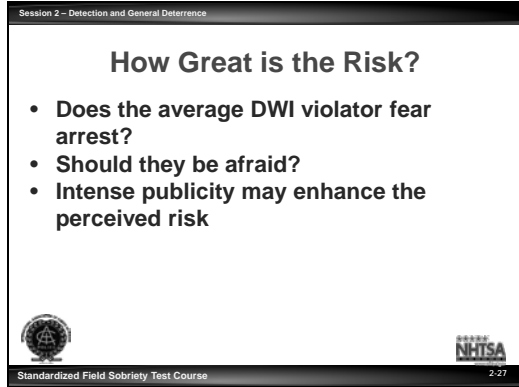 Session 2 – Detection and General Deterrence
How Great is the Risk?
• Does the average DWI violator fear
arrest?
• Should they be afraid?
• Intense publicity may enhance the
perceived risk
NHTSA
Standardized Field Sobriety Test Course
2-27